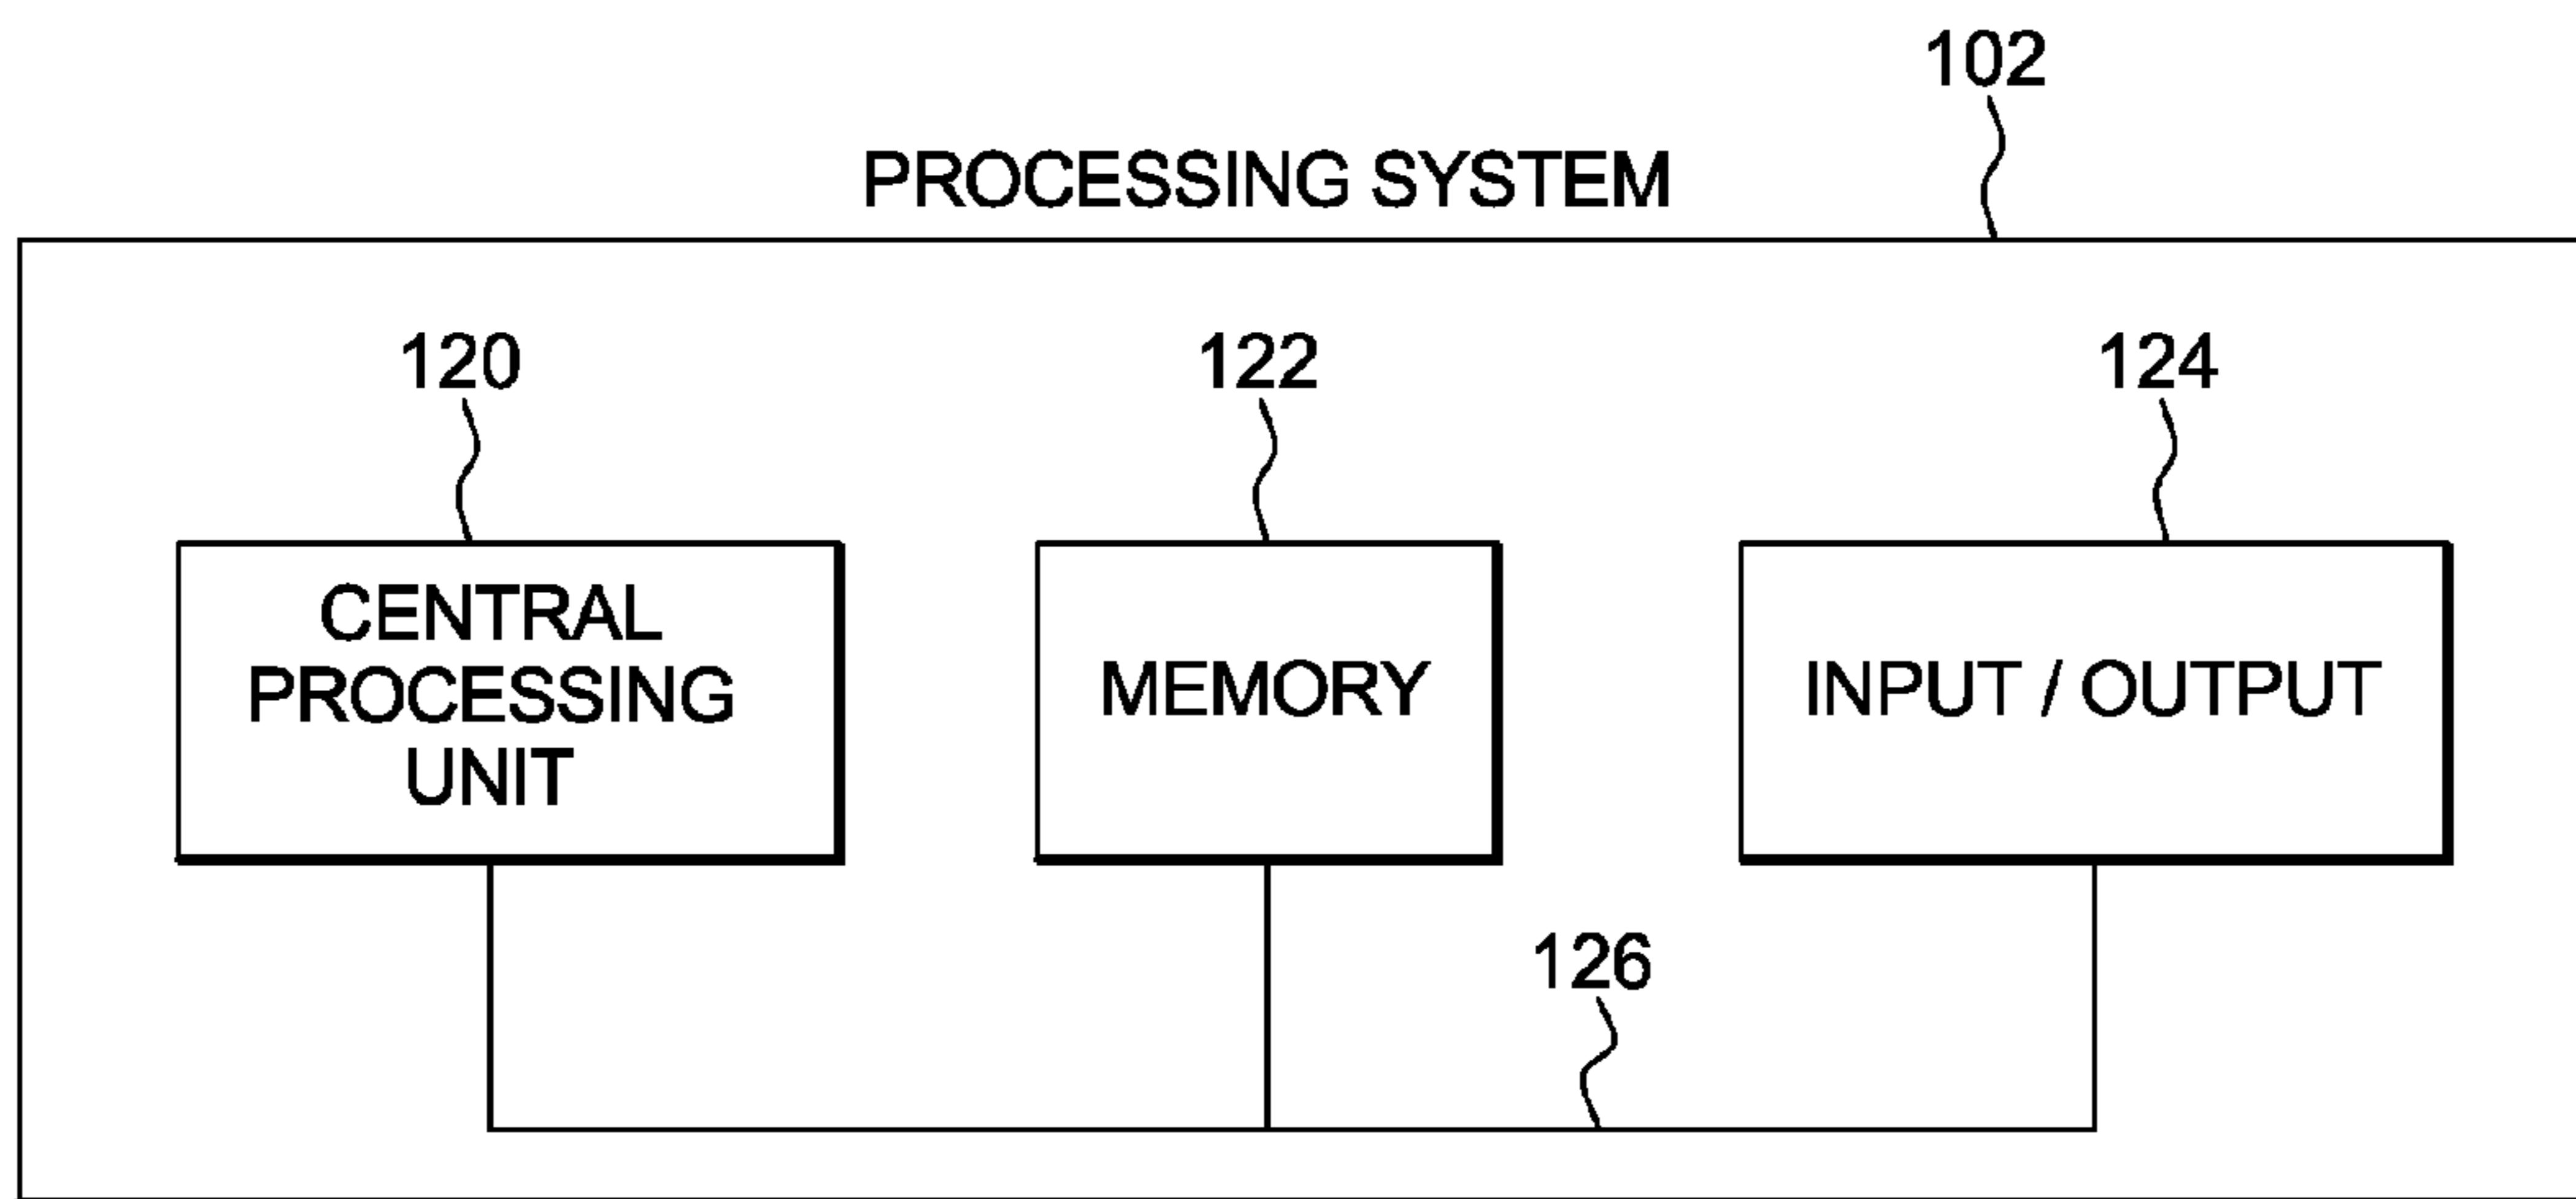 102
PROCESSING SYSTEM
120
122
124
CENTRAL
PROCESSING
UNIT
MEMORY
INPUT / OUTPUT
126